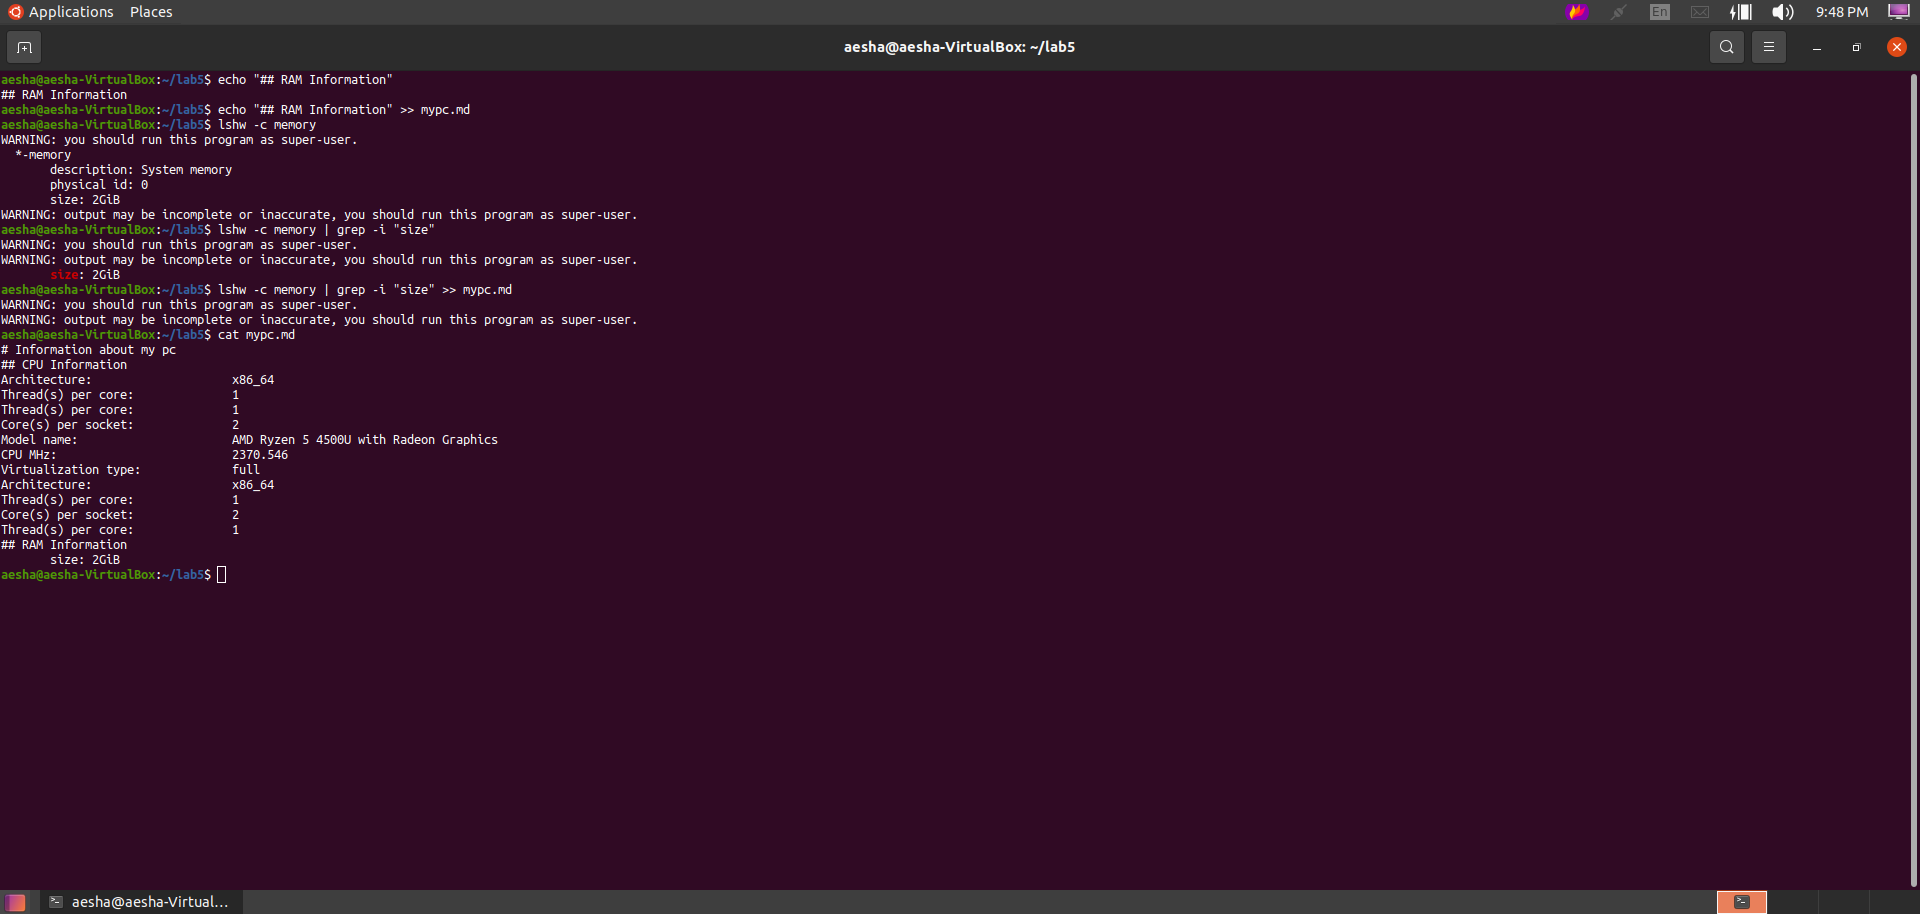 Applications Places En 9:48 PM
aesha@aesha-VirtualBox: ~/lab5
aesha@aesha-VirtualBox:~/lab5$ echo "## RAM Information"
## RAM Information
aesha@aesha-VirtualBox:~/lab5$ echo "## RAM Information" >> mypc.md
aesha@aesha-VirtualBox:~/lab5$ lshw -c memory
WARNING: you should run this program as super-user.
  *-memory
       description: System memory
       physical id: 0
       size: 2GiB
WARNING: output may be incomplete or inaccurate, you should run this program as super-user.
aesha@aesha-VirtualBox:~/lab5$ lshw -c memory | grep -i "size"
WARNING: you should run this program as super-user.
WARNING: output may be incomplete or inaccurate, you should run this program as super-user.
       size: 2GiB
aesha@aesha-VirtualBox:~/lab5$ lshw -c memory | grep -i "size" >> mypc.md
WARNING: you should run this program as super-user.
WARNING: output may be incomplete or inaccurate, you should run this program as super-user.
aesha@aesha-VirtualBox:~/lab5$ cat mypc.md
# Information about my pc
## CPU Information
Architecture:                    x86_64
Thread(s) per core:              1
Thread(s) per core:              1
Core(s) per socket:              2
Model name:                      AMD Ryzen 5 4500U with Radeon Graphics
CPU MHz:                         2370.546
Virtualization type:             full
Architecture:                    x86_64
Thread(s) per core:              1
Core(s) per socket:              2
Thread(s) per core:              1
## RAM Information
       size: 2GiB
aesha@aesha-VirtualBox:~/lab5$
aesha@aesha-Virtual...